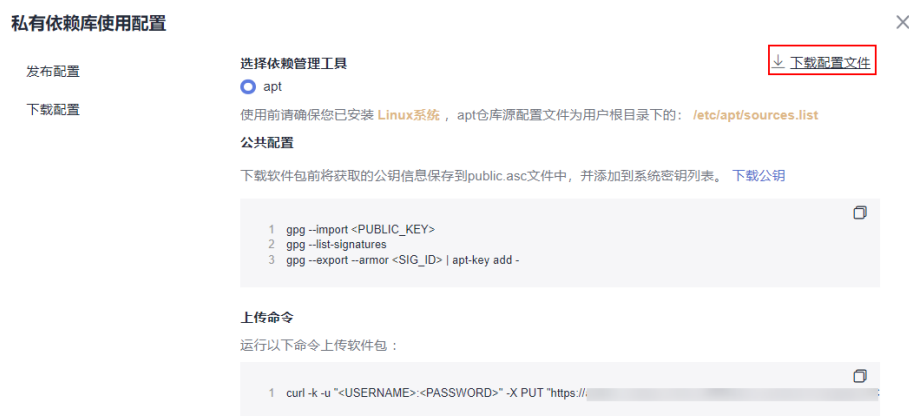 私有依赖库使用配置
发布配置
下载配置
选择依赖管理工具
下载配置文件
apt
使用前请确保您已安装 Linux系统 ，apt仓库源配置文件为用户根目录下的： /etc/apt/sources.list
公共配置
下载软件包前将获取的公钥信息保存到public.asc文件中，并添加到系统密钥列表。 下载公钥
1 gpg --import <PUBLIC_KEY>
2 gpg --list-signatures
3 gpg --export --armor <SIG_ID> | apt-key add -
上传命令
运行以下命令上传软件包：
1 curl -k -u "<USERNAME>:<PASSWORD>" -X PUT "https://